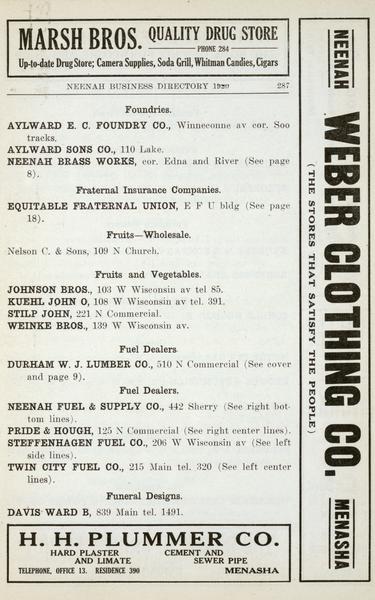 MARSH BROS. QUALITY DRUG STORE
PHONE 284
Up-to-date Drug Store; Camera Supplies, Soda Grill, Whitman Candies, Cigars
NEENAH BUSINESS DIRECTORY 287
Foundries.
AYLWARD E. C. FOUNDRY CO., Winneconne av cor. Soo
tracks.
AYLWARD SONS CO., 110 Lake.
NEENAH BRASS WORKS, cor. Edna and River (See page
8).
Fraternal Insurance Companies.
EQUITABLE FRATERNAL UNION, E F U bldg (See page
18).
Fruits—Wholesale.
Nelson C. & Sons, 109 N Church.
Fruits and Vegetables.
JOHNSON BROS., 103 W Wisconsin av tel 85.
KUEHL JOHN O, 108 W Wisconsin av tel. 391.
STILP JOHN, 221 N Commercial.
WEINKE BROS., 139 W Wisconsin av.
Fuel Dealers
DURHAM W. J. LUMBER CO., 510 N Commercial (See cover
and page 9).
Fuel Dealers.
NEENAH FUEL & SUPPLY CO., 442 Sherry (See right bot-
tom lines).
PRIDE & HOUGH, 125 N Commercial (See right center lines).
STEFFENHAGEN FUEL CO., 206 W Wisconsin av (See left
side lines).
TWIN CITY FUEL CO., 215 Main tel. 320 (See left center
lines).
Funeral Designs.
DAVIS WARD B, 839 Main tel. 1491.
H. H. PLUMMER CO.
HARD PLASTER CEMENT AND
AND LIMATE SEWER PIPE
TELEPHONE, OFFICE 13. RESIDENCE 390 MENASHA
NEENAH WEBER CLOTHING CO. MENASHA
(THE STORES THAT SATISFY THE PEOPLE)